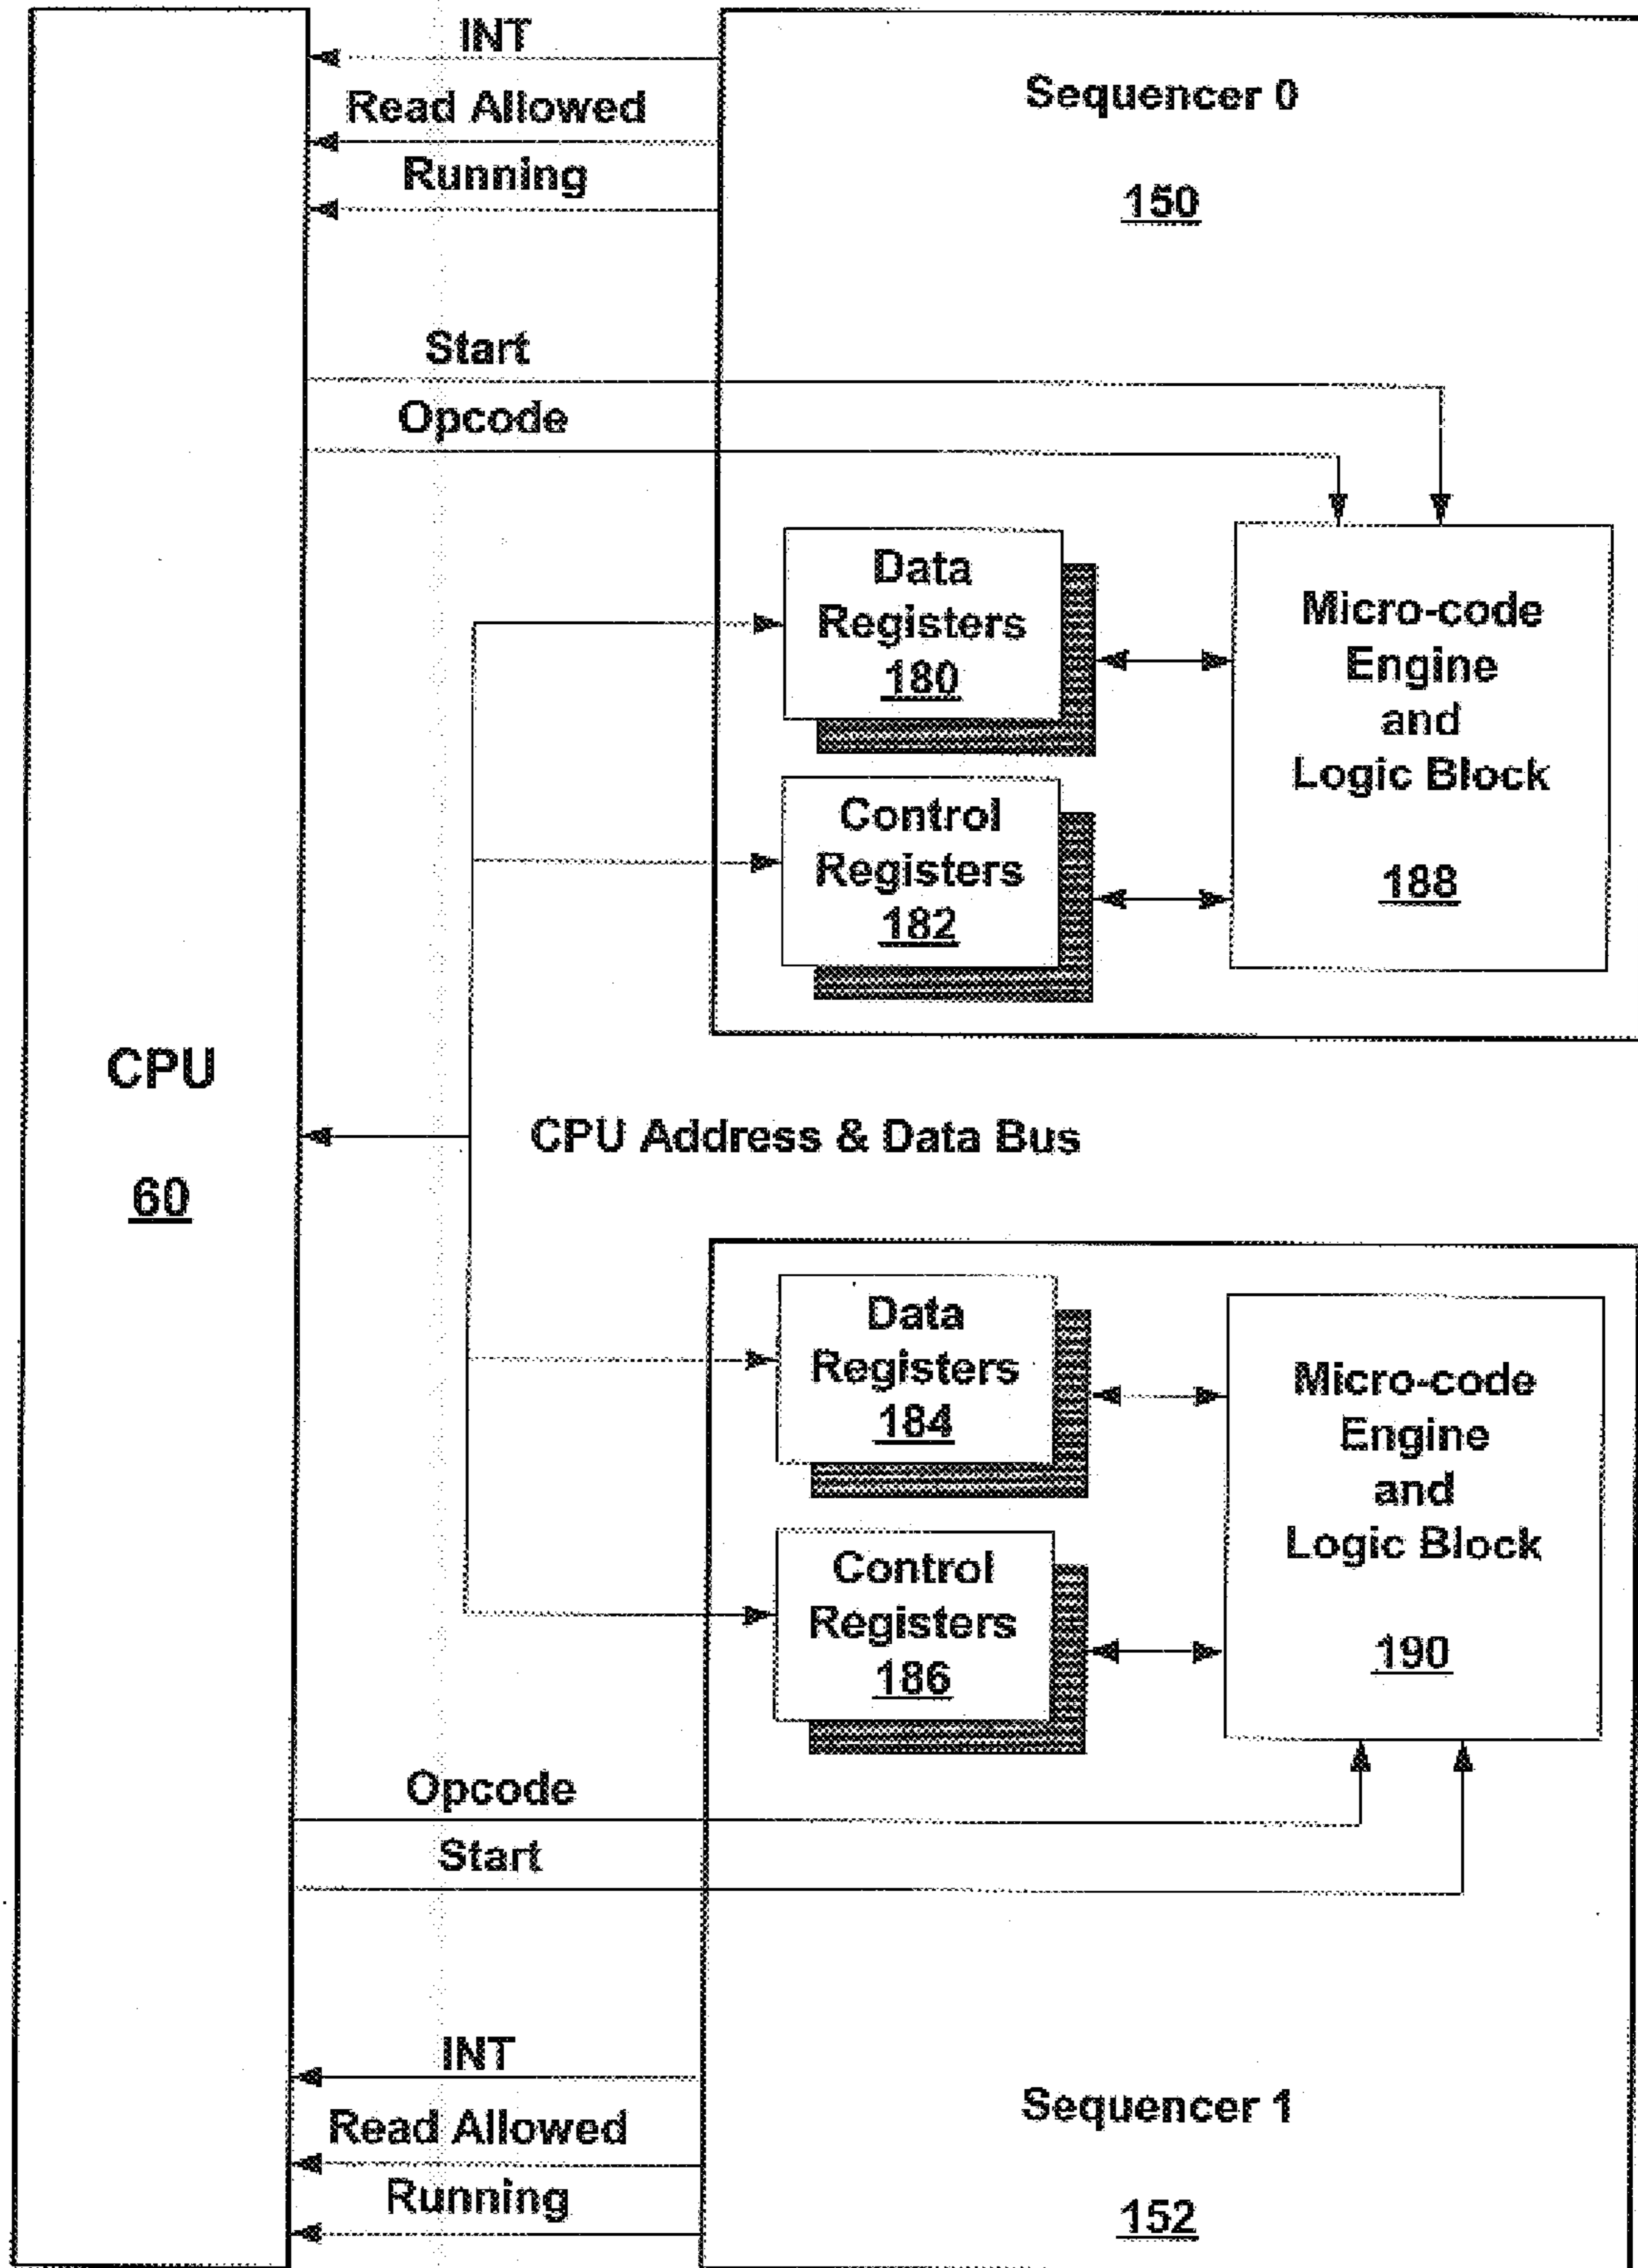 INT
Read Allowed
Running
Sequencer 0
150
Start
Opcode
Data
Registers
180
Control
Registers
182
Micro-code
Engine
and
Logic Block
188
CPU
60
CPU Address & Data Bus
Data
Registers
184
Control
Registers
186
Micro-code
Engine
and
Logic Block
190
Opcode
Start
INT
Read Allowed
Running
Sequencer 1
152